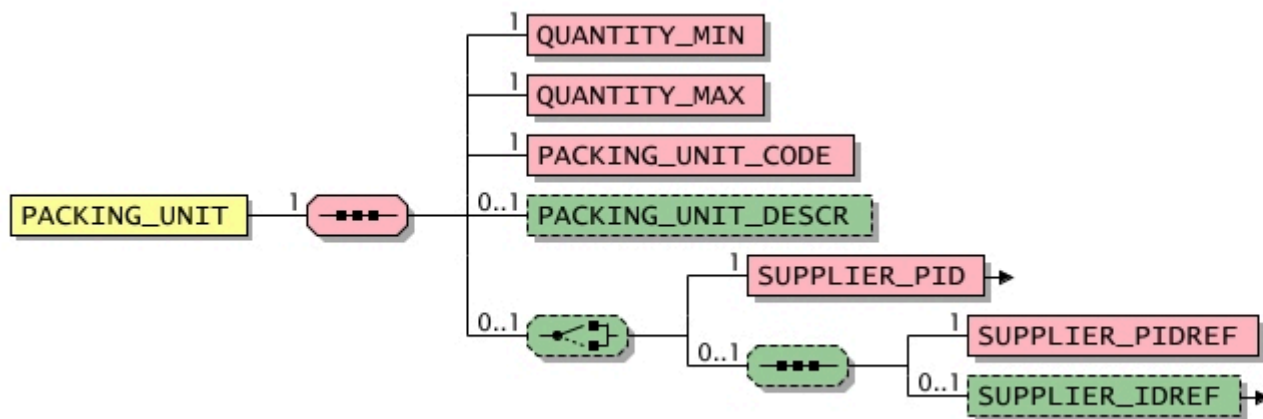 1
QUANTITY_MIN
1
QUANTITY_MAX
1
PACKING_UNIT_CODE
PACKING_UNIT
1
0..1
PACKING_UNIT_DESCR
1
SUPPLIER_PID
0..1
0..1
1
SUPPLIER_PIDREF
0..1
SUPPLIER_IDREF